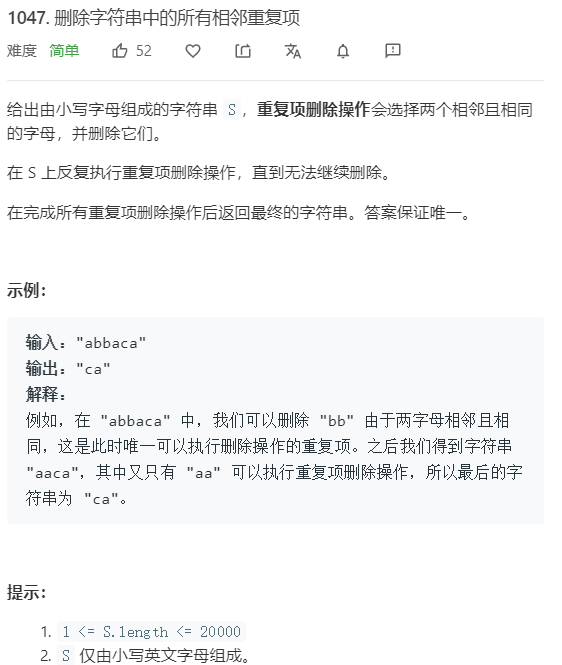 1047. 删除字符串中的所有相邻重复项
难度 简单 52
给出由小写字母组成的字符串 S，重复项删除操作会选择两个相邻且相同
的字母，并删除它们。
在 S 上反复执行重复项删除操作，直到无法继续删除。
在完成所有重复项删除操作后返回最终的字符串。答案保证唯一。
示例：
输入："abbaca"
输出："ca"
解释：
例如，在 "abbaca" 中，我们可以删除 "bb" 由于两字母相邻且相
同，这是此时唯一可以执行删除操作的重复项。之后我们得到字符串
"aaca"，其中又只有 "aa" 可以执行重复项删除操作，所以最后的字
符串为 "ca"。
提示：
1. 1 <= S.length <= 20000
2. S 仅由小写英文字母组成。